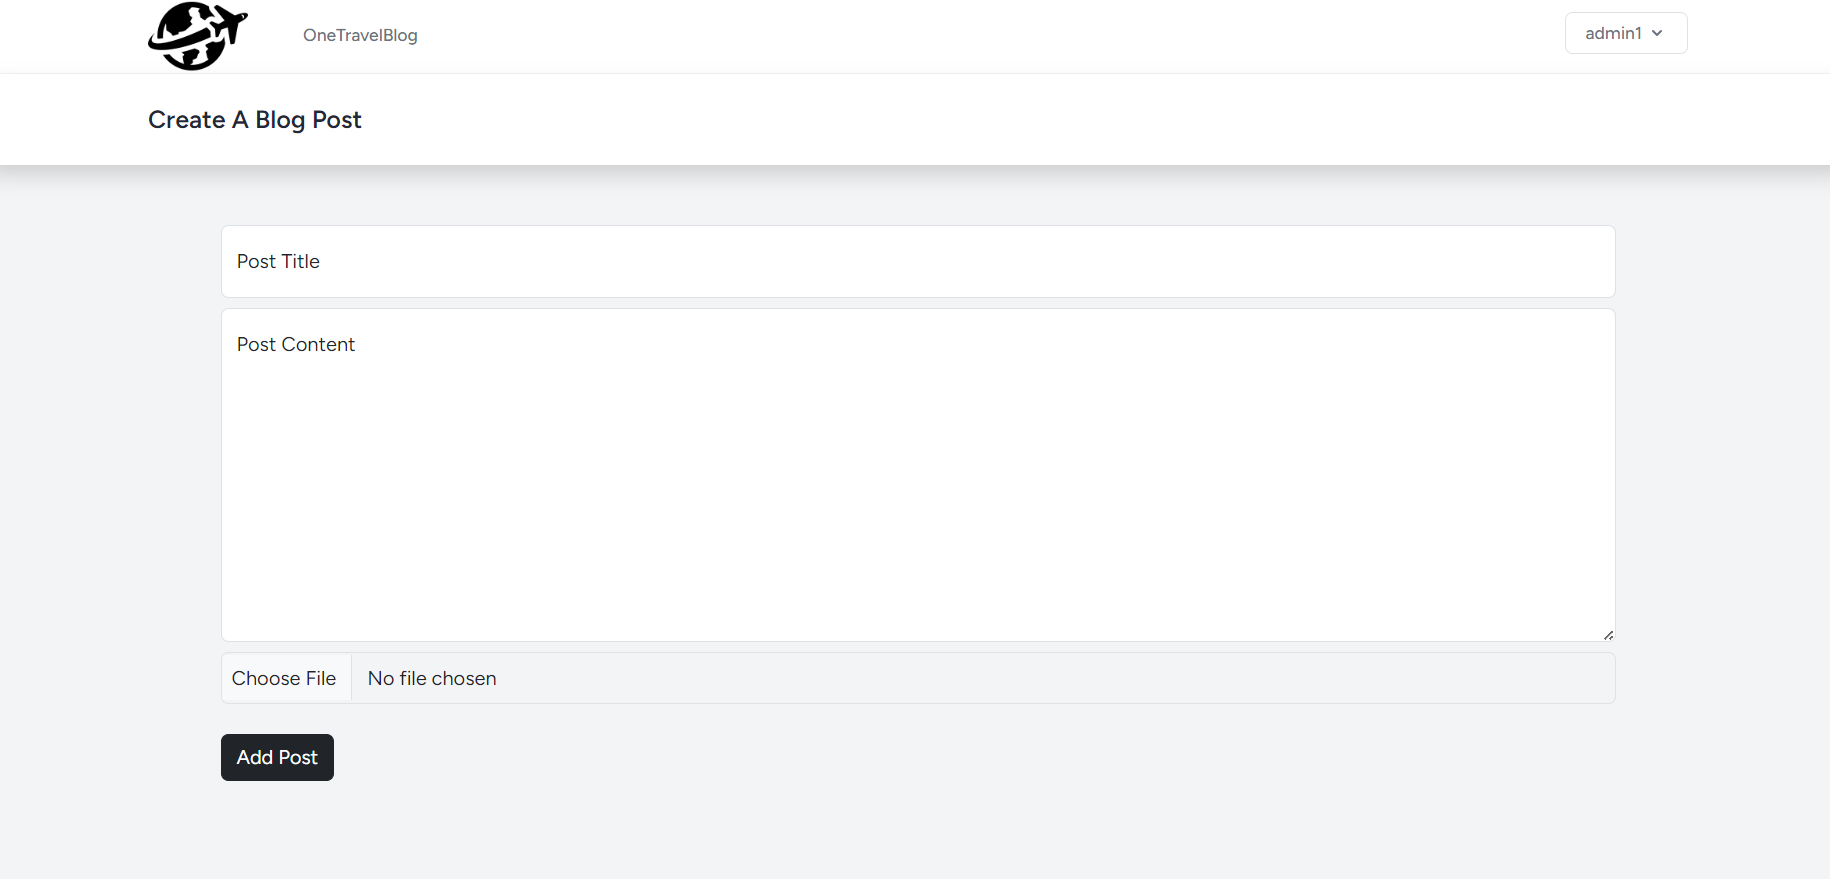 OneTravelBlog
admin1
Create A Blog Post
Post Title
Post Content
Choose File No file chosen
Add Post